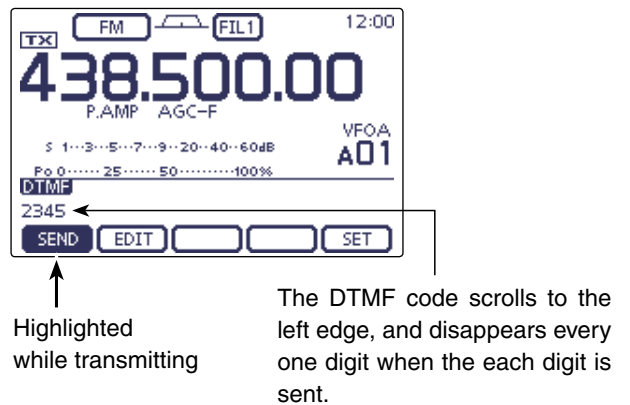 FM FIL1 12:00
TX
438.500.00
P.AMP AGC-F
VFOA
S 1···3···5···7···9··20··40··60dB
A01
Po 0······ 25······ 50··········100%
DTMF
2345
SEND EDIT SET
Highlighted
while transmitting
The DTMF code scrolls to the
left edge, and disappears every
one digit when the each digit is
sent.